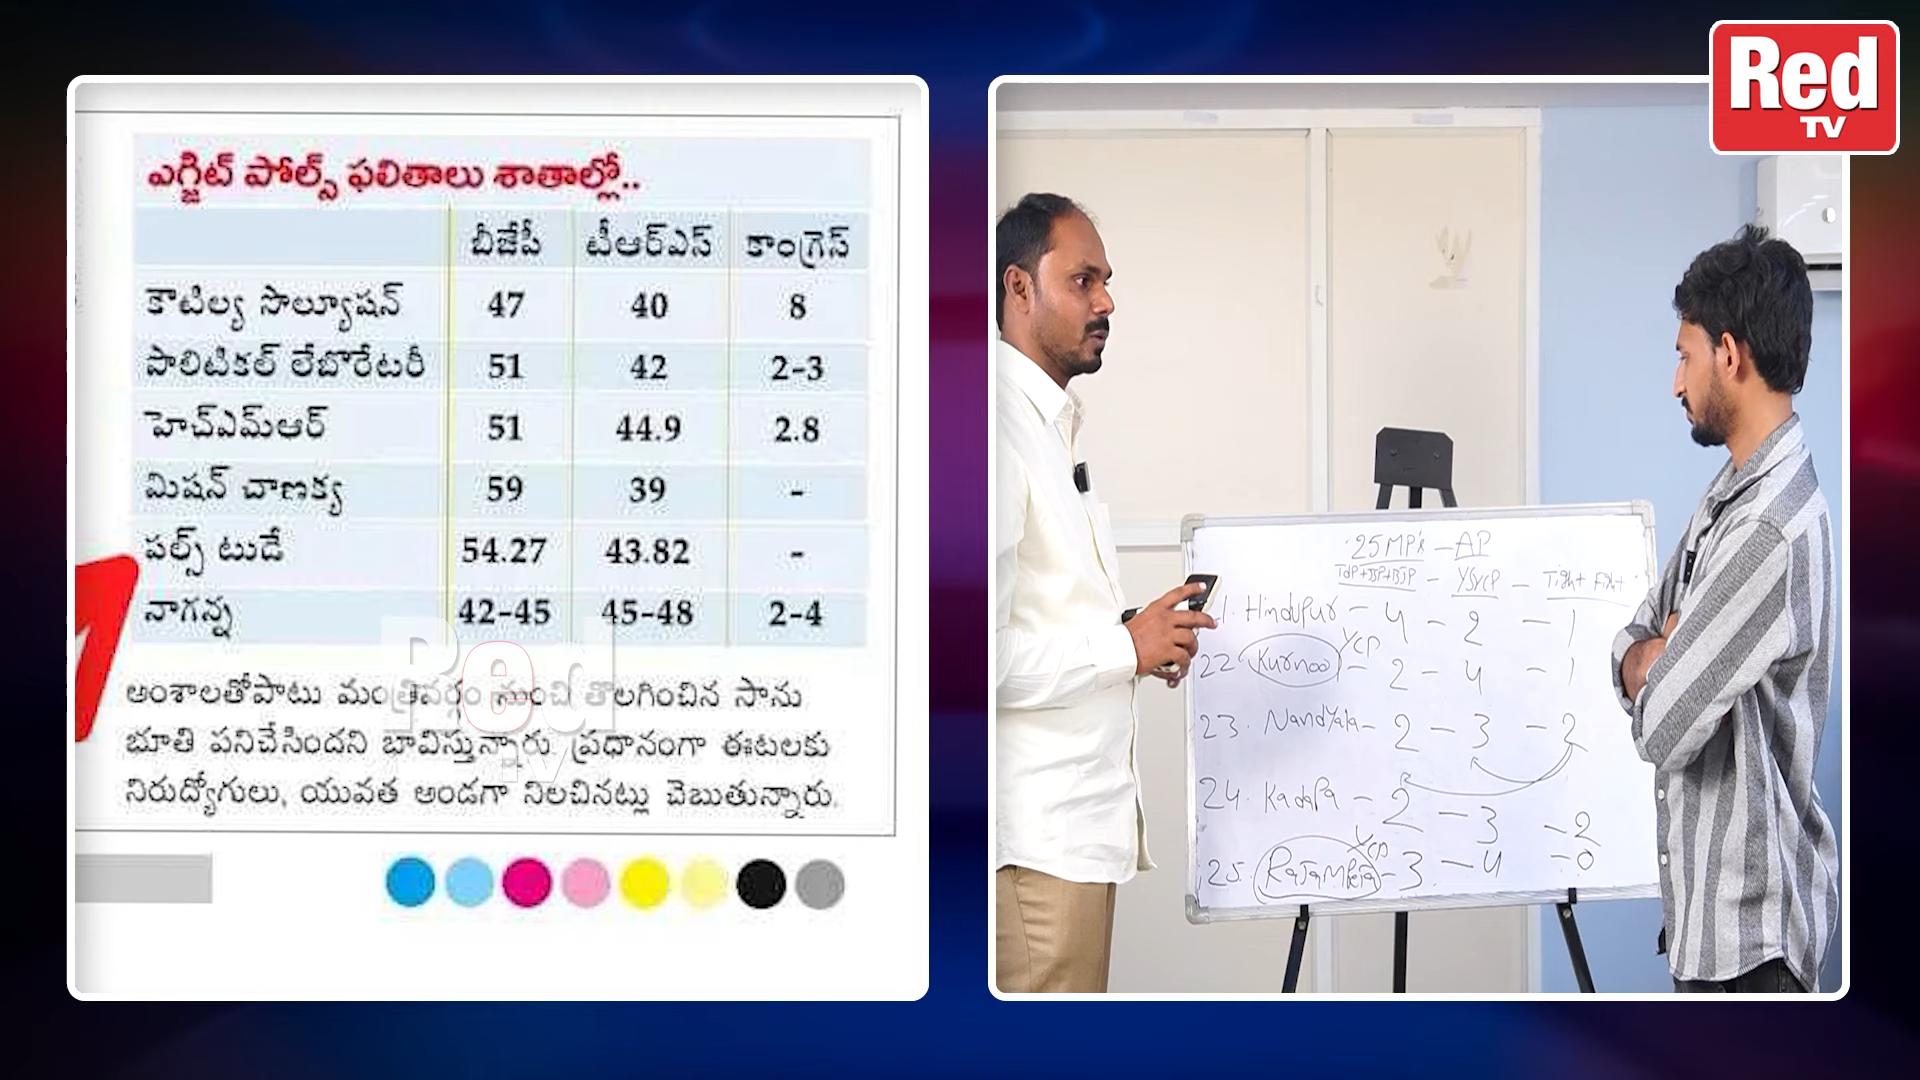 ఎగ్జిట్ పోల్స్ ఫలితాలు శాతాల్లో..
బీజేపీ టీఆర్ఎస్ కాంగ్రెస్
కౌటిల్య సొల్యూషన్ 47 40 8
పొలిటికల్ లేబొరేటరీ 51 42 2-3
హెచ్ఎమ్ఆర్ 51 44.9 2.8
మిషన్ చాణక్య 59 39 -
పల్స్ టుడే 54.27 43.82 -
నాగన్న 42-45 45-48 2-4
అంశాలతోపాటు మంత్రివర్గం నుంచి తొలగించిన సాను
భూతి పనిచేసిందని భావిస్తున్నారు. ప్రధానంగా ఈటలకు
నిరుద్యోగులు, యువత అండగా నిలచినట్లు చెబుతున్నారు.
Red
TV
Red
TV
25 MP's - AP
TDP+JSP+BJP - YSRCP - Tight Fight
21. Hindupur - 4 - 2 - 1
YCP
22 Kurnool - 2 - 4 - 1
23. Nandyala - 2 - 3 - 2
24. Kadapa - 2 - 3 - 2
YCP
25. Rajampeta - 3 - 4 - 0